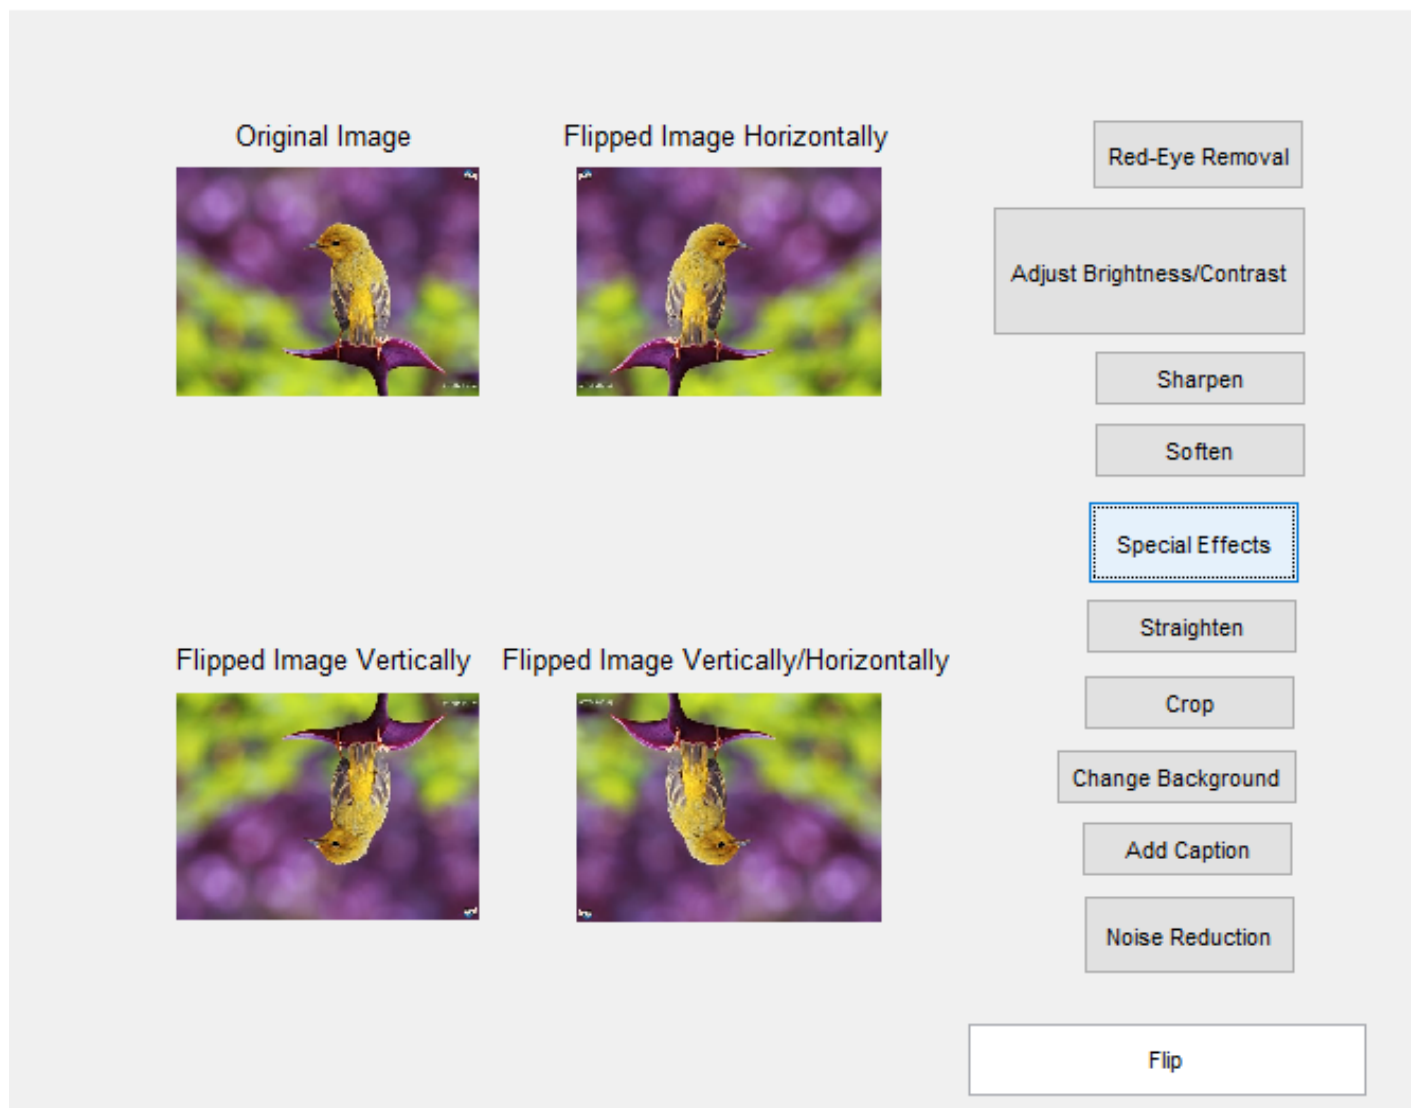 Original Image
Flipped Image Horizontally
Red-Eye Removal
Adjust Brightness/Contrast
Sharpen
Soften
Special Effects
Straighten
Flipped Image Vertically
Flipped Image Vertically/Horizontally
Crop
Change Background
Add Caption
Noise Reduction
Flip